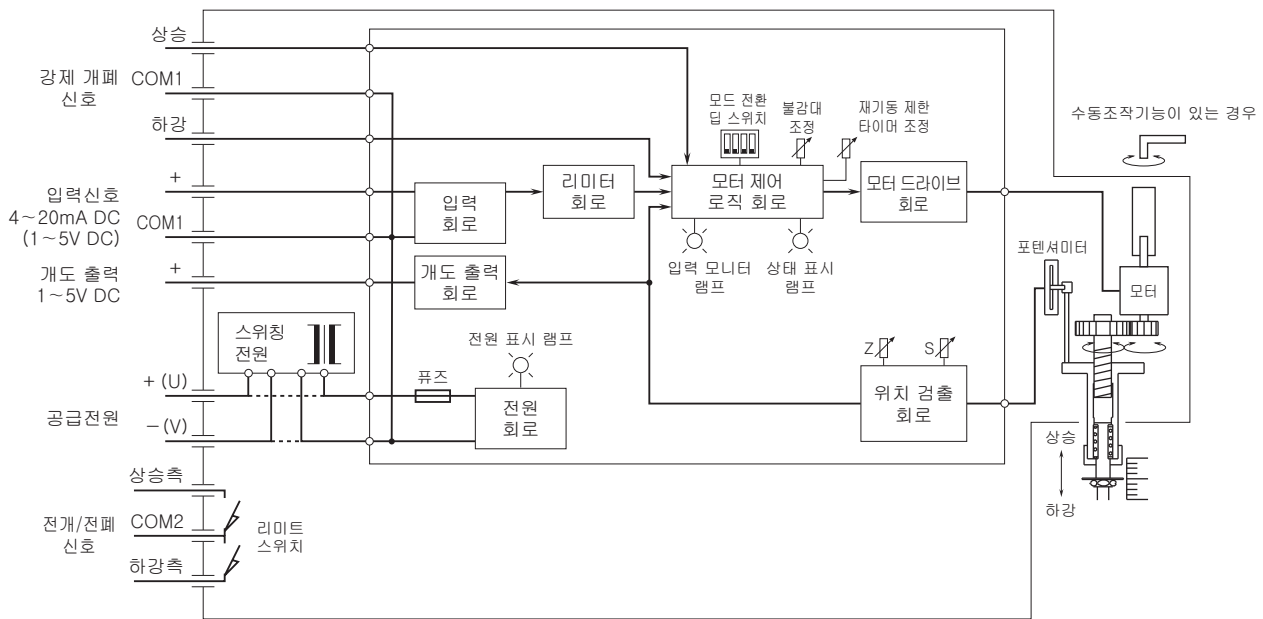 상승
강제 개폐 COM1
신호
하강
+
입력신호
4~20mA DC
(1~5V DC)
COM1
+
개도 출력
1~5V DC
스위칭
전원
+(U)
공급전원
−(V)
상승측
전개/전폐 COM2
신호
하강측
리미트
스위치
입력
회로
리미터
회로
개도 출력
회로
전원 표시 램프
퓨즈
전원
회로
모드 전환
딥 스위치
불감대
조정
재기동 제한
타이머 조정
모터 제어
로직 회로
모터 드라이브
회로
입력 모니터
램프
상태 표시
램프
Z
S
위치 검출
회로
수동조작기능이 있는 경우
포텐셔미터
모터
상승
하강